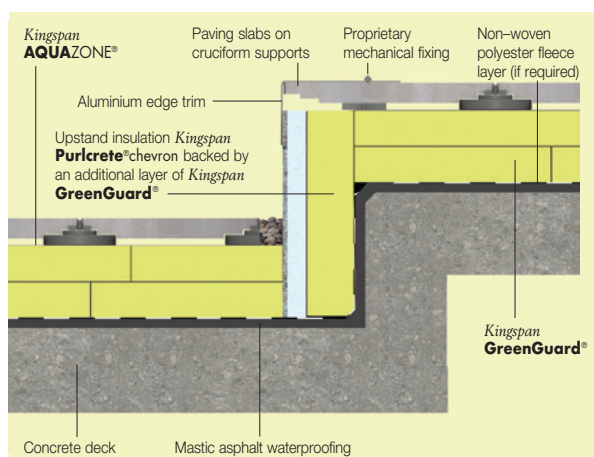 Kingspan
AQUAZONE®
Paving slabs on
cruciform supports
Proprietary
mechanical fixing
Non–woven
polyester fleece
layer (if required)
Aluminium edge trim
Upstand insulation Kingspan
Purlcrete®chevron backed by
an additional layer of Kingspan
GreenGuard®
Kingspan
GreenGuard®
Concrete deck
Mastic asphalt waterproofing